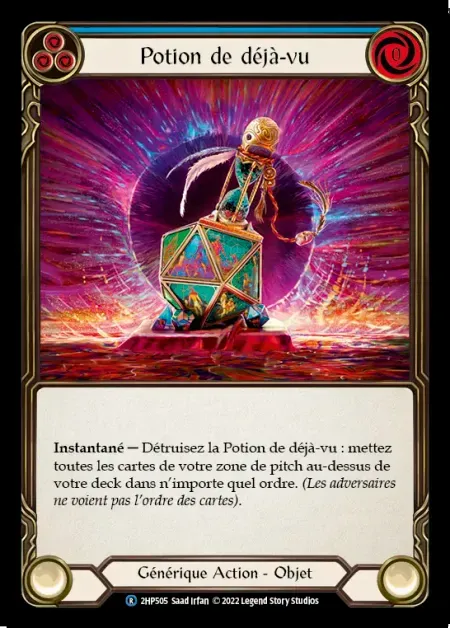 Potion de déjà-vu
0
Instantané — Détruisez la Potion de déjà-vu : mettez
toutes les cartes de votre zone de pitch au-dessus de
votre deck dans n'importe quel ordre. (Les adversaires
ne voient pas l'ordre des cartes).
Générique Action - Objet
R 2HP505 Saad Irfan © 2022 Legend Story Studios